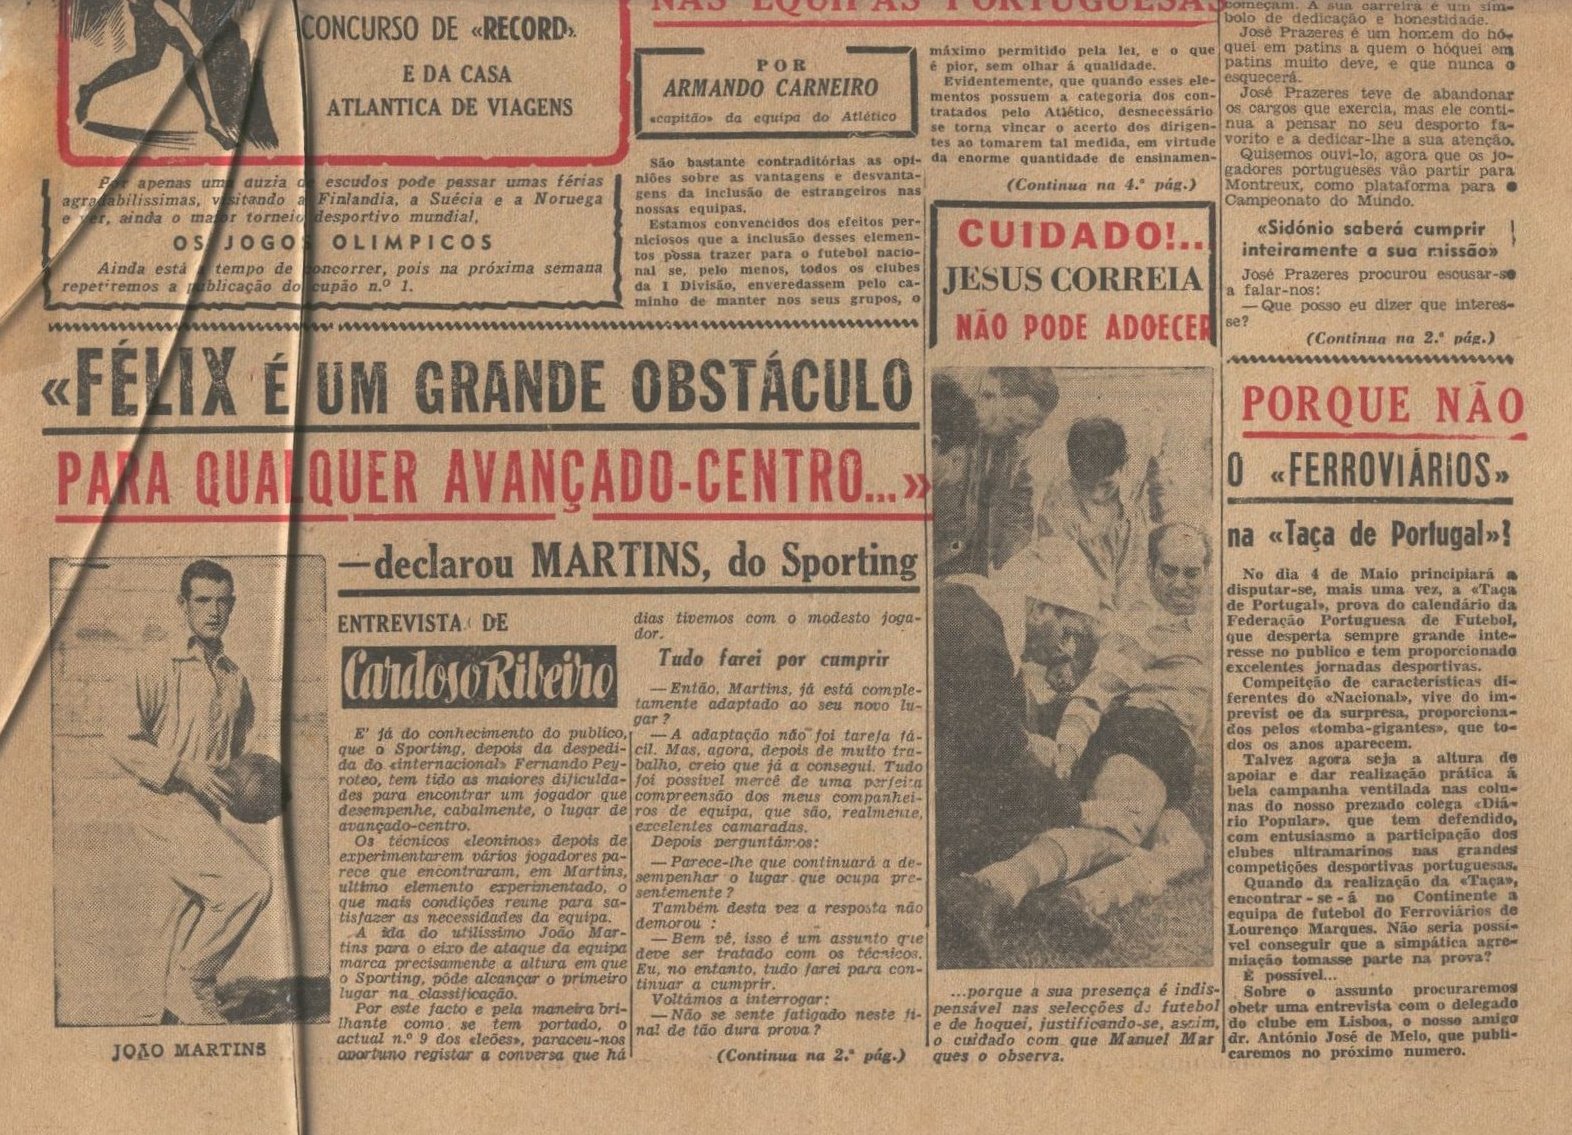 CONCURSO DE «RECORD»
E DA CASA
ATLANTICA DE VIAGENS
Por apenas uma duzia de escudos pode passar umas férias
agradabilissimas, visitando a Finlandia, a Suécia e a Noruega
e ver, ainda o maior torneio desportivo mundial,
OS JOGOS OLIMPICOS
Ainda está a tempo de concorrer, pois na próxima semana
repetiremos a publicação do cupão n.º 1.
NAS EQUIPAS PORTUGUESAS
POR
ARMANDO CARNEIRO
«capitão» da equipa do Atlético
São bastante contraditórias as opi-
niões sobre as vantagens e desvanta-
gens da inclusão de estrangeiros nas
nossas equipas.
Estamos convencidos dos efeitos per-
niciosos que a inclusão desses elemen-
tos possa trazer para o futebol nacio-
nal se, pelo menos, todos os clubes
da I Divisão, enveredassem pelo ca-
minho de manter nos seus grupos, o
máximo permitido pela lei, e o que
é pior, sem olhar á qualidade.
Evidentemente, que quando esses ele-
mentos possuem a categoria dos con-
tratados pelo Atlético, desnecessário
se torna vincar o acerto dos dirigen-
tes ao tomarem tal medida, em virtude
da enorme quantidade de ensinamen-
(Continua na 4.ª pág.)
começam. A sua carreira é um sím-
bolo de dedicação e honestidade.
José Prazeres é um homem do hó-
quei em patins a quem o hóquei em
patins muito deve, e que nunca o
esquecerá.
José Prazeres teve de abandonar
os cargos que exercia, mas ele conti-
nua a pensar no seu desporto fa-
vorito e a dedicar-lhe a sua atenção.
Quisemos ouvi-lo, agora que os jo-
gadores portugueses vão partir para
Montreux, como plataforma para o
Campeonato do Mundo.
«Sidónio saberá cumprir
inteiramente a sua missão»
José Prazeres procurou escusar-se
a falar-nos:
—Que posso eu dizer que interes-
se?
(Continua na 2.ª pág.)
CUIDADO!..
JESUS CORREIA
NÃO PODE ADOECER
...porque a sua presença é indis-
pensável nas selecções de futebol
e de hoquei, justificando-se, assim,
o cuidado com que Manuel Mar
ques o observa.
«FÉLIX É UM GRANDE OBSTÁCULO
PARA QUALQUER AVANÇADO-CENTRO...»
—declarou MARTINS, do Sporting
JOÃO MARTINS
ENTREVISTA DE
Cardoso Ribeiro
E' já do conhecimento do publico,
que o Sporting, depois da despedi-
da do «internacional» Fernando Pey-
roteo, tem tido as maiores dificulda-
des para encontrar um jogador que
desempenhe, cabalmente, o lugar de
avançado-centro.
Os técnicos «leoninos» depois de
experimentarem vários jogadores pa-
rece que encontraram, em Martins,
ultimo elemento experimentado, o
que mais condições reune para sa-
tisfazer as necessidades da equipa.
A ida do utilissimo João Mar-
tins para o eixo de ataque da equipa
marca precisamente a altura em que
o Sporting, pôde alcançar o primeiro
lugar na classificação.
Por este facto e pela maneira bri-
lhante como se tem portado, o
actual n.º 9 dos «leões», pareceu-nos
oportuno registar a conversa que há
dias tivemos com o modesto joga-
dor.
Tudo farei por cumprir
—Então, Martins, já está comple-
tamente adaptado ao seu novo lu-
gar?
—A adaptação não foi tarefa fá-
cil. Mas, agora, depois de muito tra-
balho, creio que já a consegui. Tudo
foi possivel mercê de uma perfeita
compreensão dos meus companhei-
ros de equipa, que são, realmente,
excelentes camaradas.
Depois perguntámos:
—Parece-lhe que continuará a de-
sempenhar o lugar que ocupa pre-
sentemente?
Também desta vez a resposta não
demorou:
—Bem vê, isso é um assunto que
deve ser tratado com os técnicos.
Eu, no entanto, tudo farei para con-
tinuar a cumprir.
Voltámos a interrogar:
—Não se sente fatigado neste fi-
nal de tão dura prova?
(Continua na 2.ª pág.)
PORQUE NÃO
O «FERROVIÁRIOS»
na «Taça de Portugal»?
No dia 4 de Maio principiará a
disputar-se, mais uma vez, a «Taça
de Portugal», prova do calendário da
Federação Portuguesa de Futebol,
que desperta sempre grande inte-
resse no publico e tem proporcionado
excelentes jornadas desportivas.
Compeitção de características di-
ferentes do «Nacional», vive do im-
previst oe da surpresa, proporciona-
dos pelos «tomba-gigantes», que to-
dos os anos aparecem.
Talvez agora seja a altura de
apoiar e dar realização prática á
bela campanha ventilada nas colu-
nas do nosso prezado colega «Diá-
rio Popular», que tem defendido,
com entusiasmo a participação dos
clubes ultramarinos nas grandes
competições desportivas portuguesas.
Quando da realização da «Taça»,
encontrar-se-á no Continente a
equipa de futebol do Ferroviários de
Lourenço Marques. Não seria possí-
vel conseguir que a simpática agre-
miação tomasse parte na prova?
É possível...
Sobre o assunto procuraremos
obetr uma entrevista com o delegado
do clube em Lisboa, o nosso amigo
dr. António José de Melo, que publi-
caremos no próximo numero.